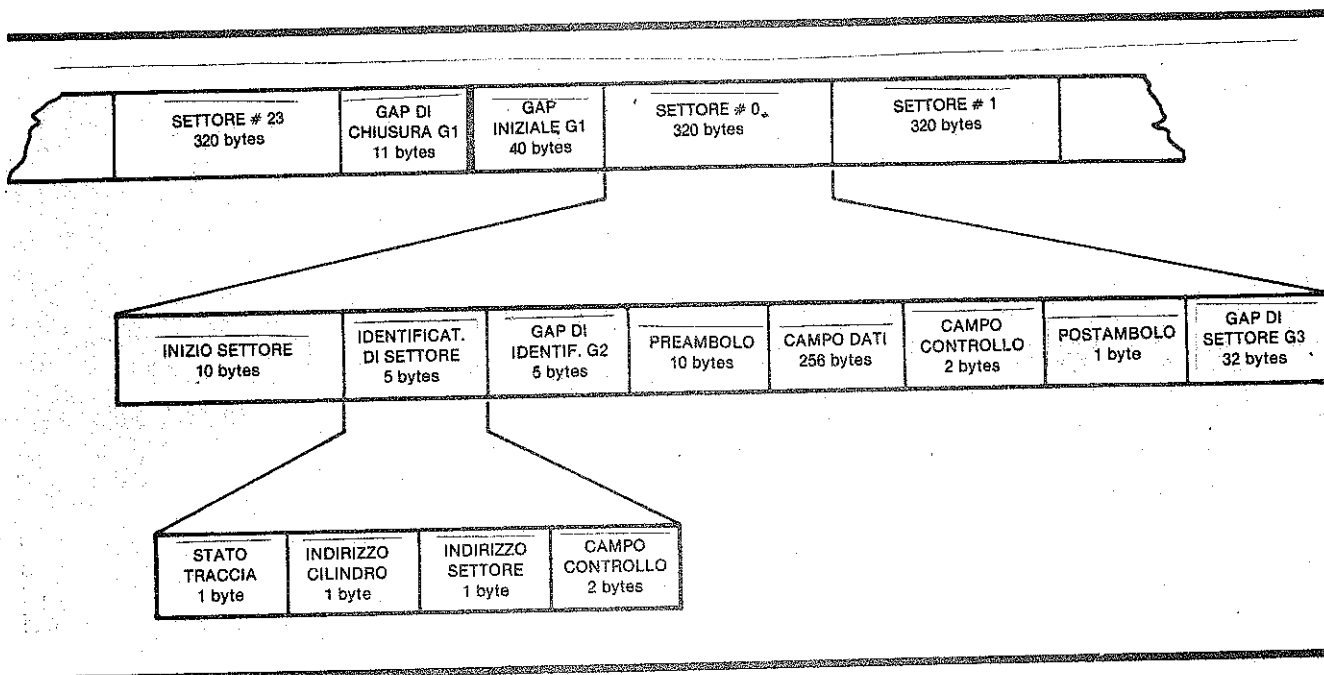 SETTORE # 23
320 bytes
GAP DI
CHIUSURA G1
11 bytes
GAP
INIZIALE G1
40 bytes
SETTORE # 0
320 bytes
SETTORE # 1
320 bytes
INIZIO SETTORE
10 bytes
IDENTIFICAT.
DI SETTORE
5 bytes
GAP DI
IDENTIF. G2
5 bytes
PREAMBOLO
10 bytes
CAMPO DATI
256 bytes
CAMPO
CONTROLLO
2 bytes
POSTAMBOLO
1 byte
GAP DI
SETTORE G3
32 bytes
STATO
TRACCIA
1 byte
INDIRIZZO
CILINDRO
1 byte
INDIRIZZO
SETTORE
1 byte
CAMPO
CONTROLLO
2 bytes